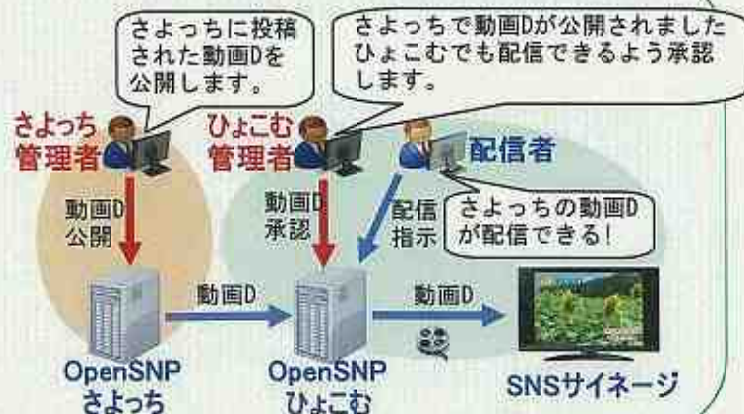 さよっちに投稿
された動画Dを
公開します。
さよっちで動画Dが公開されました
ひょこむでも配信できるよう承認
します。
さよっち
管理者
ひょこむ
管理者
配信者
動画D
公開
動画D
承認
配信
指示
さよっちの動画D
が配信できる!
動画D
動画D
OpenSNP
さよっち
OpenSNP
ひょこむ
SNSサイネージ